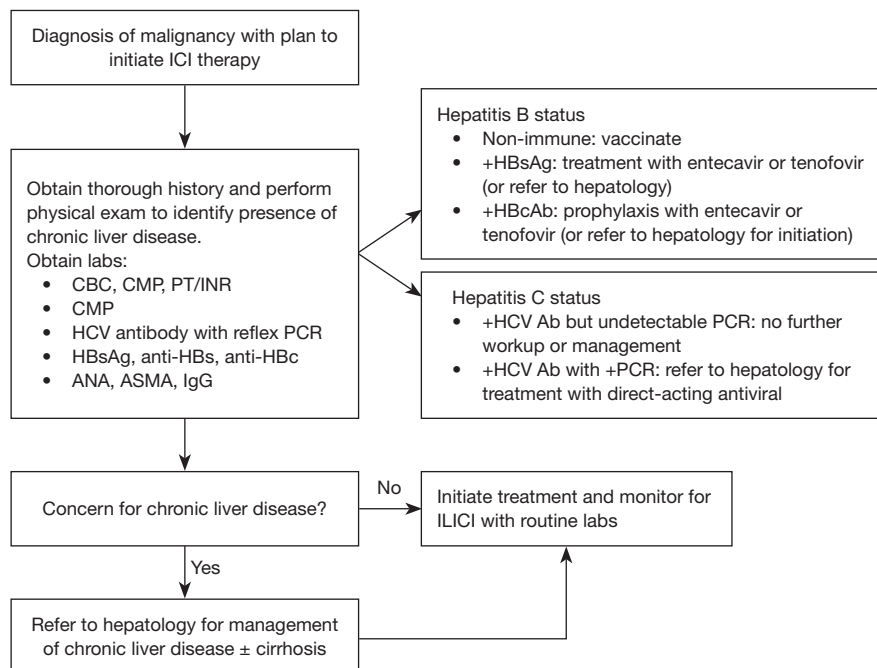 Diagnosis of malignancy with plan to
initiate ICI therapy
Obtain thorough history and perform
physical exam to identify presence of
chronic liver disease.
Obtain labs:
• CBC, CMP, PT/INR
• CMP
• HCV antibody with reflex PCR
• HBsAg, anti-HBs, anti-HBc
• ANA, ASMA, IgG
Hepatitis B status
• Non-immune: vaccinate
• +HBsAg: treatment with entecavir or tenofovir
(or refer to hepatology)
• +HBcAb: prophylaxis with entecavir or
tenofovir (or refer to hepatology for initiation)
Hepatitis C status
• +HCV Ab but undetectable PCR: no further
workup or management
• +HCV Ab with +PCR: refer to hepatology for
treatment with direct-acting antiviral
Concern for chronic liver disease?
No
Initiate treatment and monitor for
ILICI with routine labs
Yes
Refer to hepatology for management
of chronic liver disease ± cirrhosis